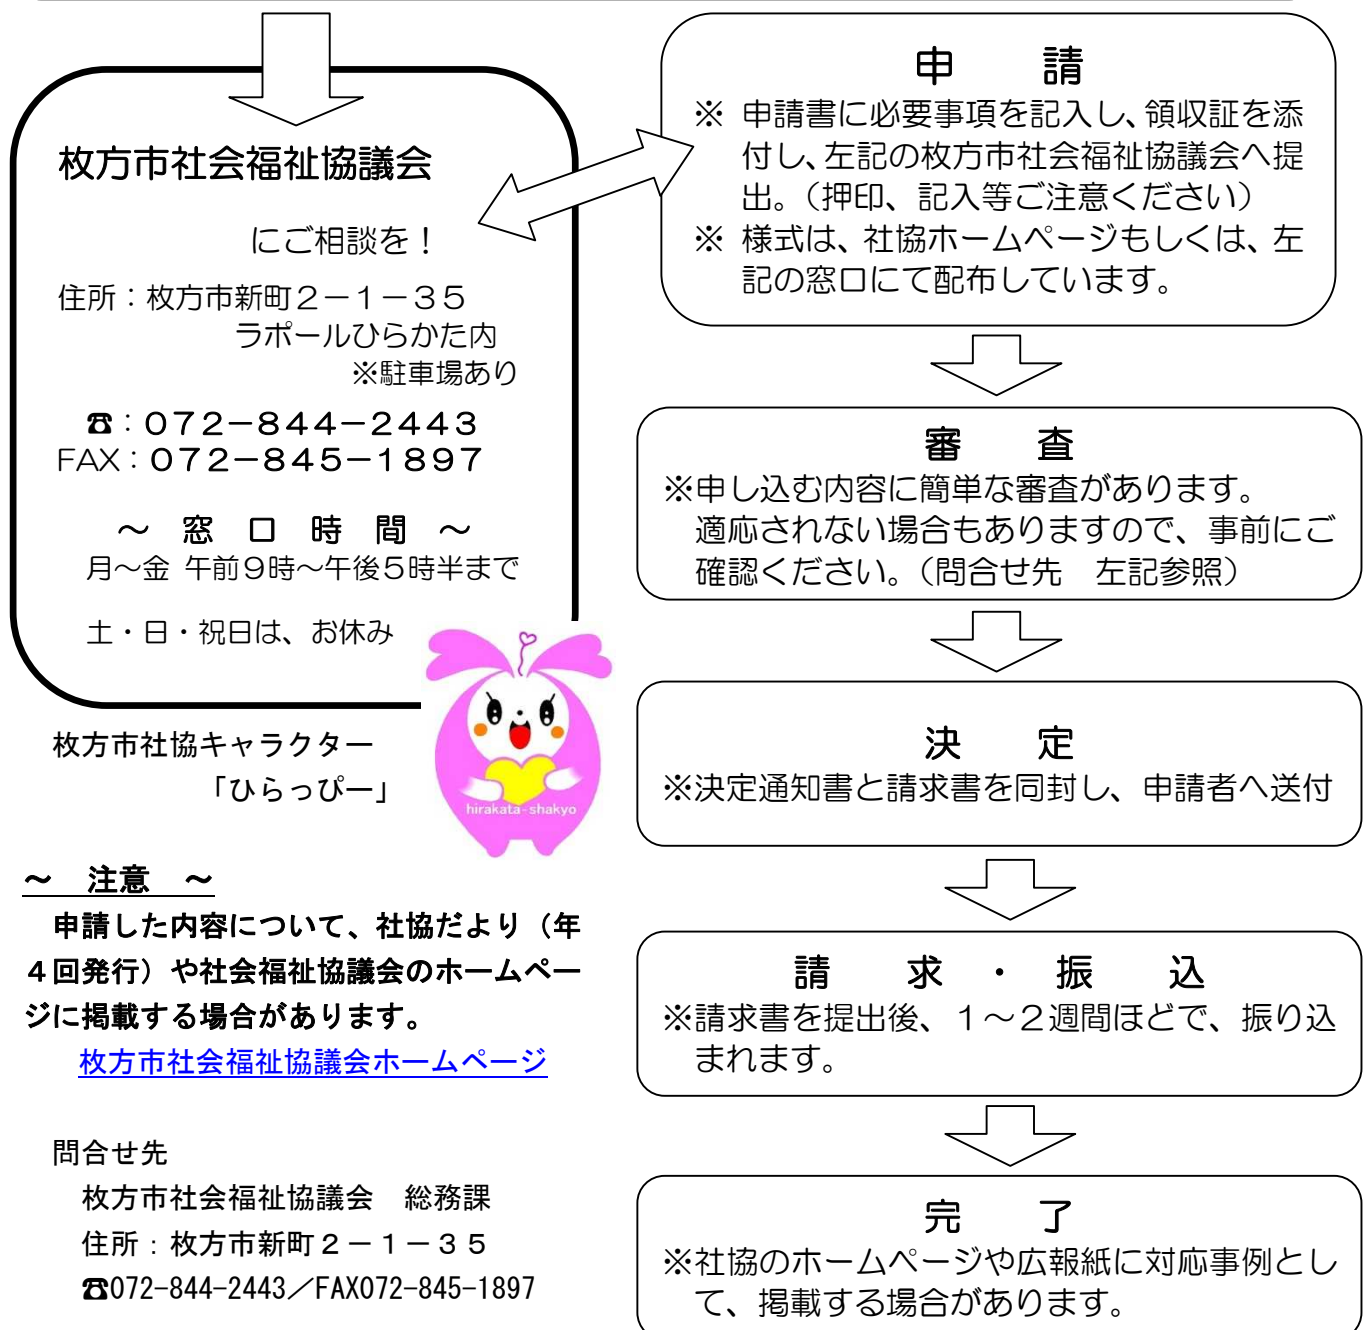 枚方市社会福祉協議会
にご相談を！
住所：枚方市新町２－１－３５
ラポールひらかた内
※駐車場あり
☎：０７２－８４４－２４４３
FAX：０７２－８４５－１８９７
～ 窓 口 時 間 ～
月～金 午前９時～午後５時半まで
土・日・祝日は、お休み
枚方市社協キャラクター
「ひらっぴー」
hirakata-shakyo
～ 注意 ～
申請した内容について、社協だより（年
４回発行）や社会福祉協議会のホームペー
ジに掲載する場合があります。
枚方市社会福祉協議会ホームページ
問合せ先
枚方市社会福祉協議会　総務課
住所：枚方市新町２－１－３５
☎072-844-2443／FAX072-845-1897
申　請
※ 申請書に必要事項を記入し、領収証を添
付し、左記の枚方市社会福祉協議会へ提
出。（押印、記入等ご注意ください）
※ 様式は、社協ホームページもしくは、左
記の窓口にて配布しています。
審　査
※申し込む内容に簡単な審査があります。
適応されない場合もありますので、事前にご
確認ください。（問合せ先　左記参照）
決　定
※決定通知書と請求書を同封し、申請者へ送付
請　求 ・ 振　込
※請求書を提出後、１～２週間ほどで、振り込
まれます。
完　了
※社協のホームページや広報紙に対応事例とし
て、掲載する場合があります。